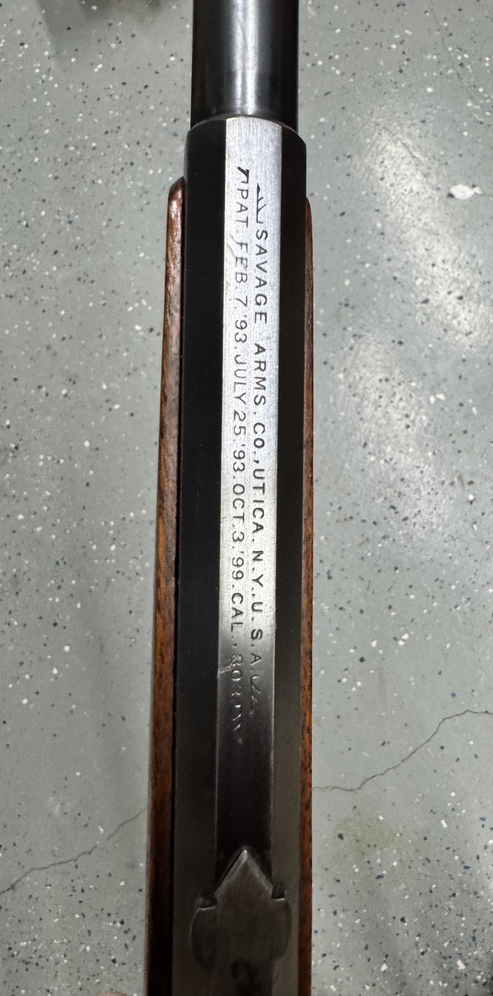 SAVAGE ARMS. CO., UTICA. N.Y., U.S.A
PAT. FEB. 7 '93. JULY 25. '93. OCT. 3. '99. CAL.